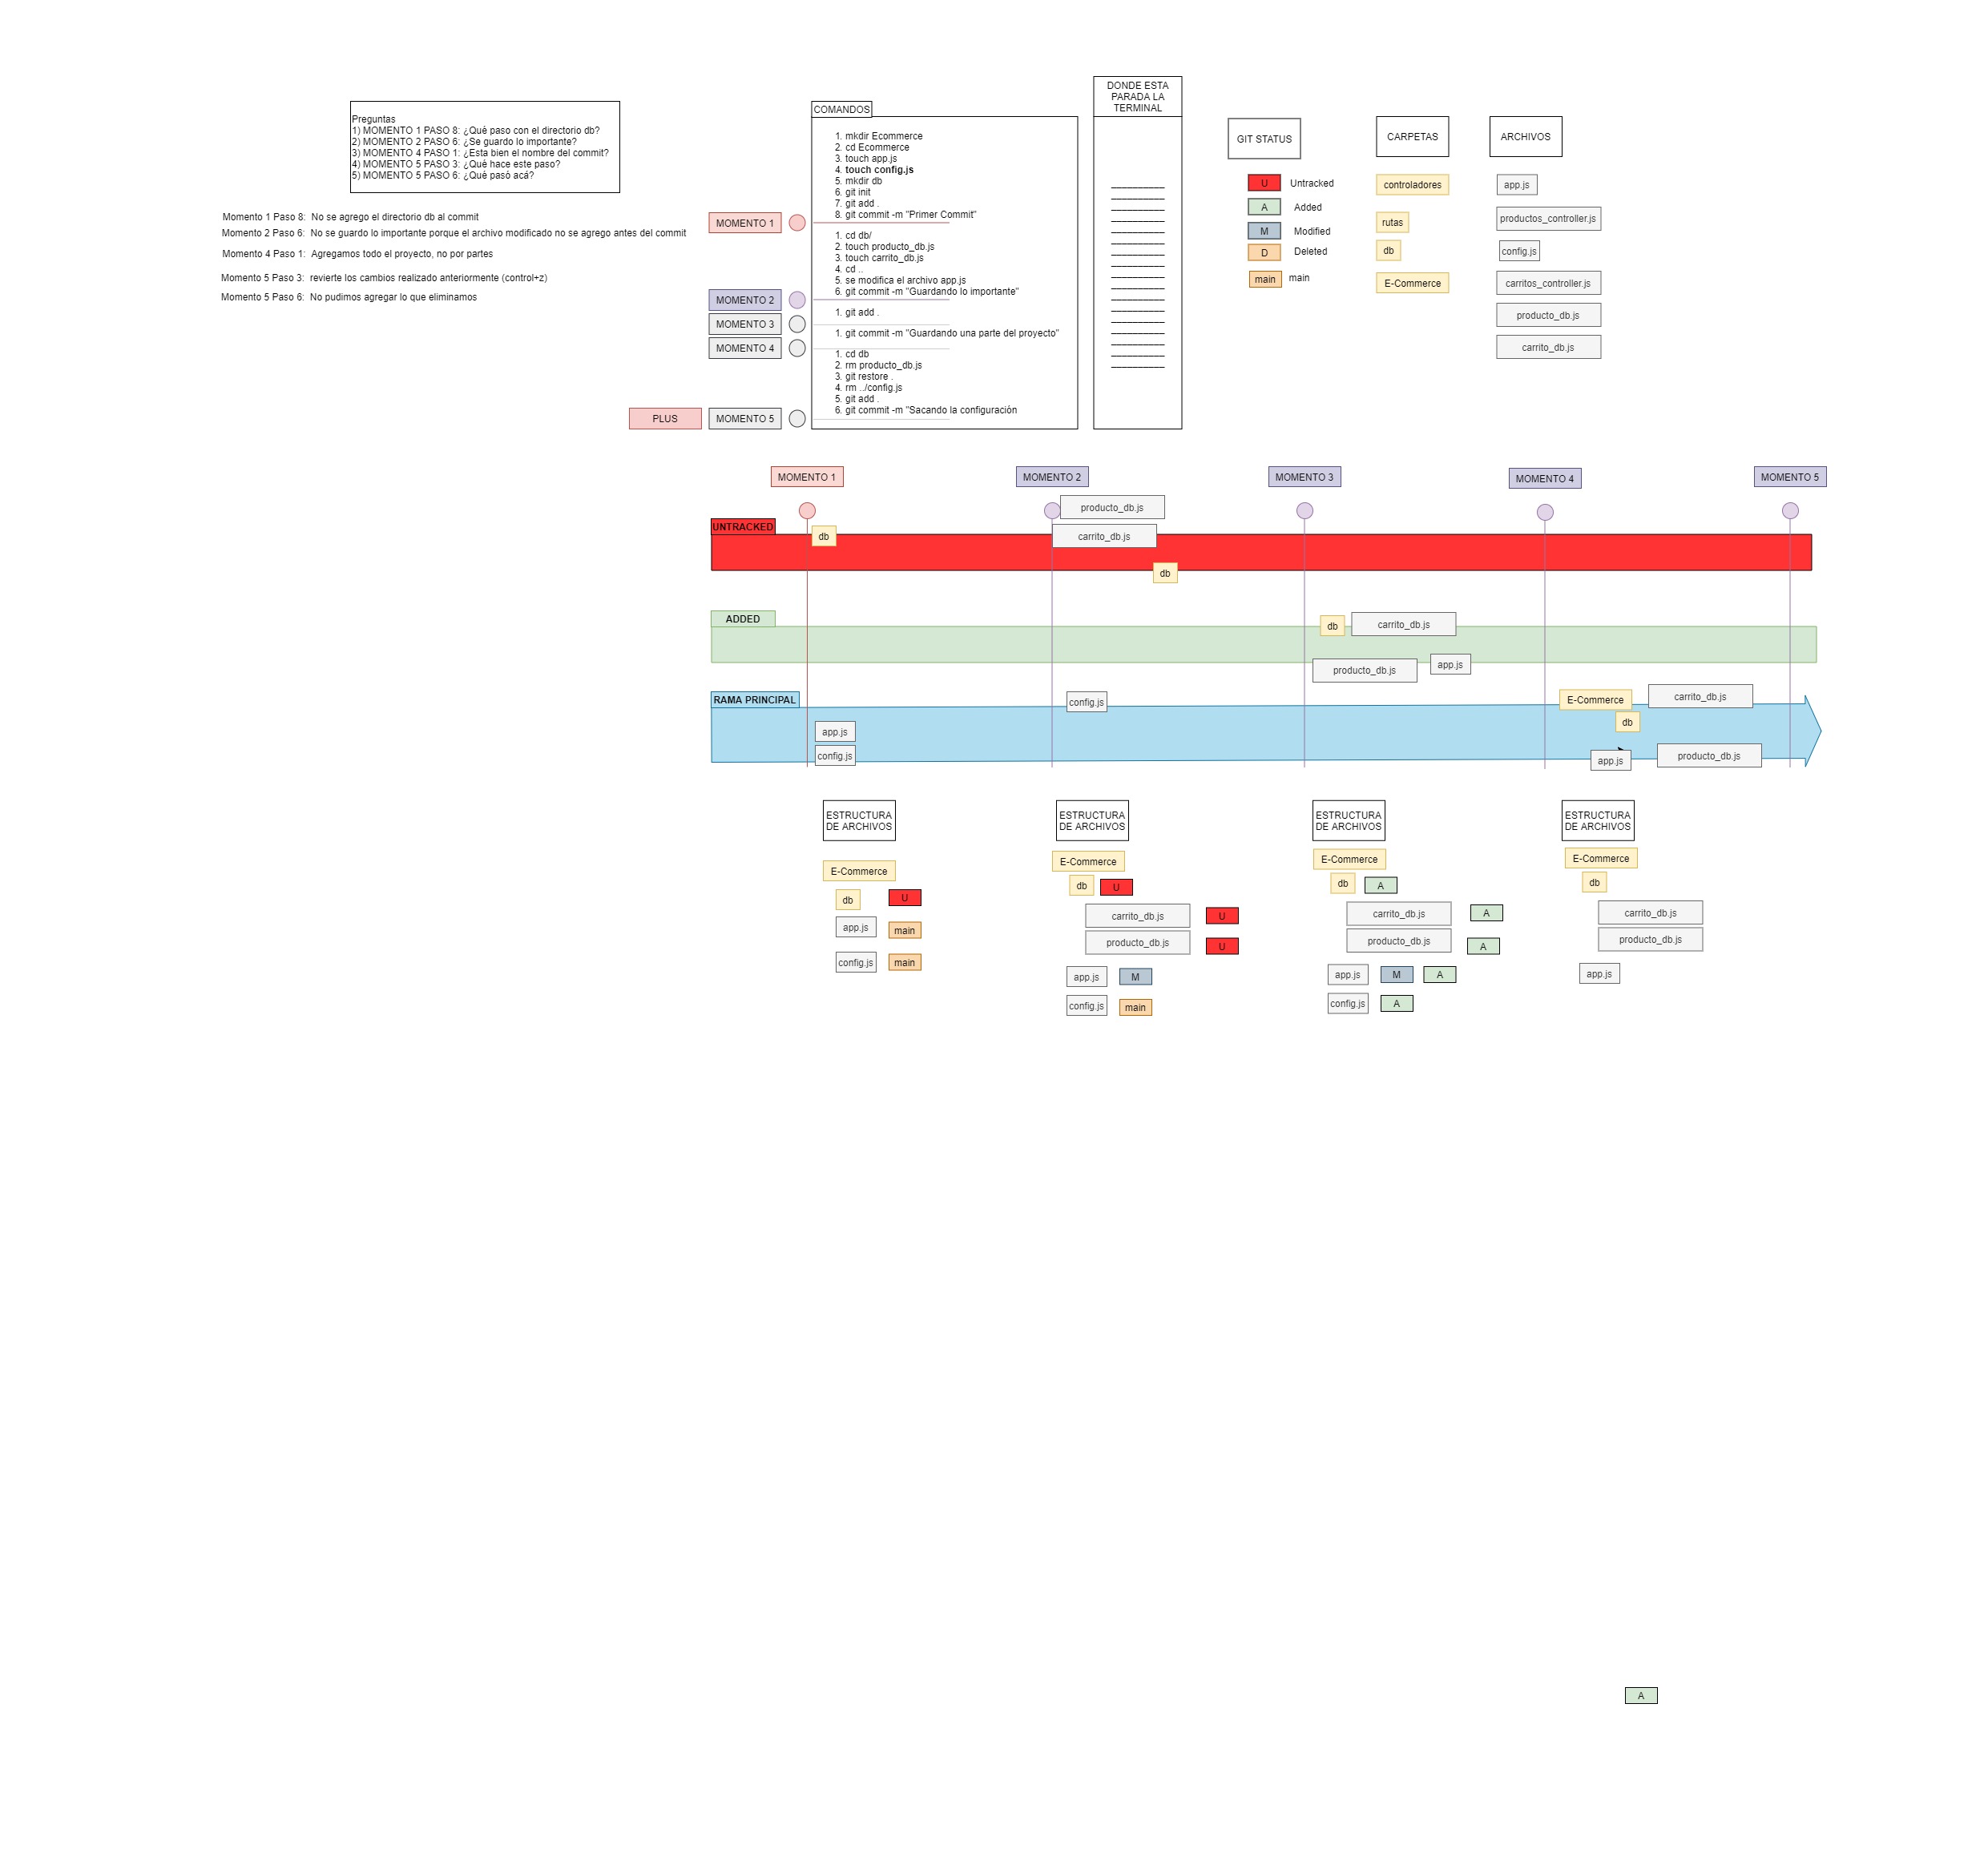 Preguntas
1) MOMENTO 1 PASO 8: ¿Què paso con el directorio db?
2) MOMENTO 2 PASO 6: ¿Se guardo lo importante?
3) MOMENTO 4 PASO 1: ¿Esta bien el nombre del commit?
4) MOMENTO 5 PASO 3: ¿Qué hace este paso?
5) MOMENTO 5 PASO 6: ¿Qué pasó acá?
Momento 1 Paso 8: No se agrego el directorio db al commit
Momento 2 Paso 6: No se guardo lo importante porque el archivo modificado no se agrego antes del commit
Momento 4 Paso 1: Agregamos todo el proyecto, no por partes
Momento 5 Paso 3: revierte los cambios realizado anteriormente (control+z)
Momento 5 Paso 6: No pudimos agregar lo que eliminamos
MOMENTO 1
MOMENTO 2
MOMENTO 3
MOMENTO 4
PLUS
MOMENTO 5
COMANDOS
1. mkdir Ecommerce
2. cd Ecommerce
3. touch app.js
4. touch config.js
5. mkdir db
6. git init
7. git add .
8. git commit -m "Primer Commit"
1. cd db/
2. touch producto_db.js
3. touch carrito_db.js
4. cd ..
5. se modifica el archivo app.js
6. git commit -m "Guardando lo importante"
1. git add .
1. git commit -m "Guardando una parte del proyecto"
1. cd db
2. rm producto_db.js
3. git restore .
4. rm ../config.js
5. git add .
6. git commit -m "Sacando la configuración
DONDE ESTA
PARADA LA
TERMINAL
GIT STATUS
U Untracked
A Added
M Modified
D Deleted
main main
CARPETAS
controladores
rutas
db
E-Commerce
ARCHIVOS
app.js
productos_controller.js
config.js
carritos_controller.js
producto_db.js
carrito_db.js
MOMENTO 1
MOMENTO 2
MOMENTO 3
MOMENTO 4
MOMENTO 5
producto_db.js
UNTRACKED
db
carrito_db.js
db
ADDED
db
carrito_db.js
producto_db.js
app.js
RAMA PRINCIPAL
config.js
E-Commerce
carrito_db.js
db
app.js
config.js
app.js
producto_db.js
ESTRUCTURA
DE ARCHIVOS
E-Commerce
db U
app.js main
config.js main
ESTRUCTURA
DE ARCHIVOS
E-Commerce
db U
carrito_db.js U
producto_db.js U
app.js M
config.js main
ESTRUCTURA
DE ARCHIVOS
E-Commerce
db A
carrito_db.js A
producto_db.js A
app.js M A
config.js A
ESTRUCTURA
DE ARCHIVOS
E-Commerce
db
carrito_db.js
producto_db.js
app.js
A